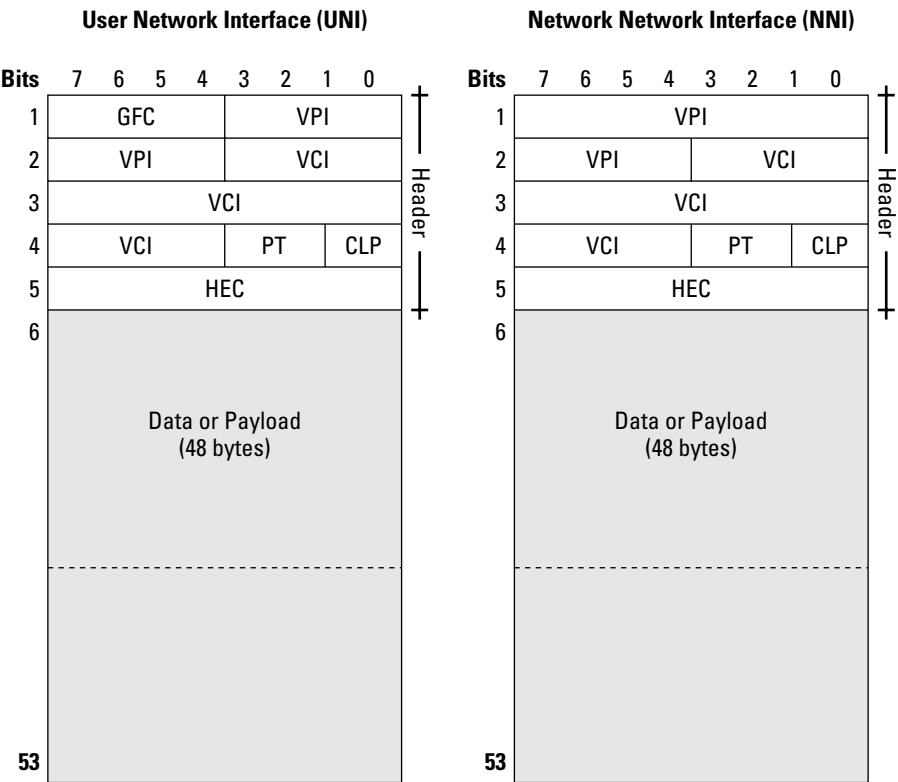 User Network Interface (UNI)
Bits 7 6 5 4 3 2 1 0
1 GFC VPI
2 VPI VCI
3 VCI
4 VCI PT CLP
5 HEC
6
Data or Payload
(48 bytes)
53
Header
Network Network Interface (NNI)
Bits 7 6 5 4 3 2 1 0
1 VPI
2 VPI VCI
3 VCI
4 VCI PT CLP
5 HEC
6
Data or Payload
(48 bytes)
53
Header